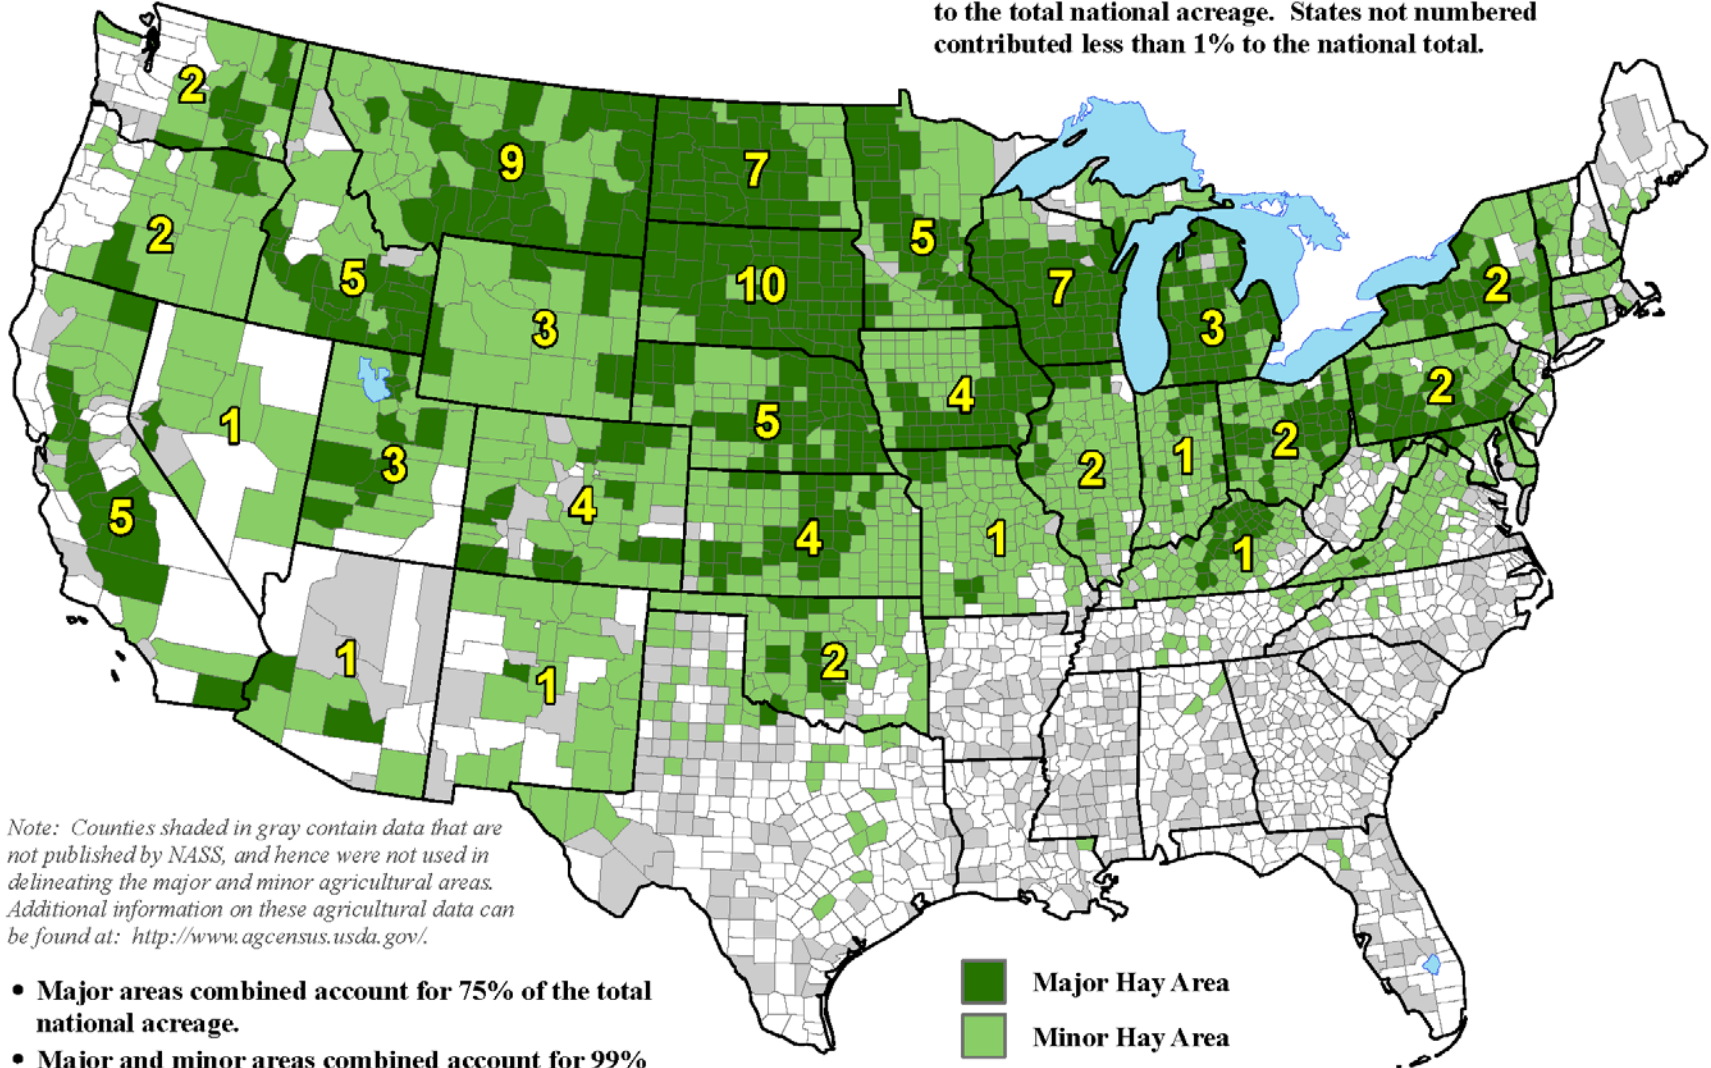 to the total national acreage. States not numbered
contributed less than 1% to the national total.
2
9
7
5
2
5
10
7
2
3
3
2
4
5
1
2
3
2
1
4
5
4
1
1
1
2
1
Note: Counties shaded in gray contain data that are
not published by NASS, and hence were not used in
delineating the major and minor agricultural areas.
Additional information on these agricultural data can
be found at: http://www.agcensus.usda.gov/.
• Major areas combined account for 75% of the total
national acreage.
• Major and minor areas combined account for 99%
Major Hay Area
Minor Hay Area